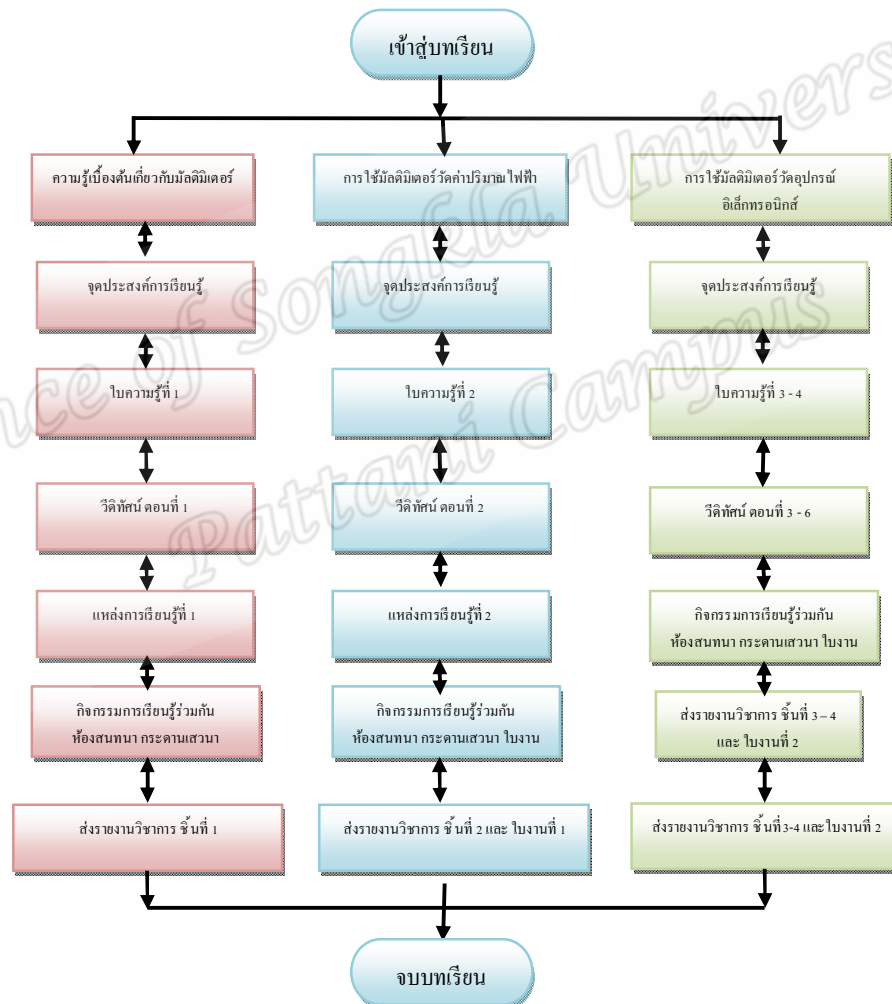 เข้าสู่บทเรียน
ความรู้เบื้องต้นเกี่ยวกับมัลติมิเตอร์
จุดประสงค์การเรียนรู้
ใบความรู้ที่ 1
วีดิทัศน์ ตอนที่ 1
แหล่งการเรียนรู้ที่ 1
กิจกรรมการเรียนรู้ร่วมกัน
ห้องสนทนา กระดานเสวนา
ส่งรายงานวิชาการ ชิ้นที่ 1
การใช้มัลติมิเตอร์วัดค่าปริมาณไฟฟ้า
จุดประสงค์การเรียนรู้
ใบความรู้ที่ 2
วีดิทัศน์ ตอนที่ 2
แหล่งการเรียนรู้ที่ 2
กิจกรรมการเรียนรู้ร่วมกัน
ห้องสนทนา กระดานเสวนา ใบงาน
ส่งรายงานวิชาการ ชิ้นที่ 2 และ ใบงานที่ 1
การใช้มัลติมิเตอร์วัดอุปกรณ์
อิเล็กทรอนิกส์
จุดประสงค์การเรียนรู้
ใบความรู้ที่ 3 - 4
วีดิทัศน์ ตอนที่ 3 - 6
กิจกรรมการเรียนรู้ร่วมกัน
ห้องสนทนา กระดานเสวนา ใบงาน
ส่งรายงานวิชาการ ชิ้นที่ 3 – 4
และ ใบงานที่ 2
ส่งรายงานวิชาการ ชิ้นที่ 3-4 และใบงานที่ 2
จบบทเรียน
nce of Songkla Univers
Pattani Campus